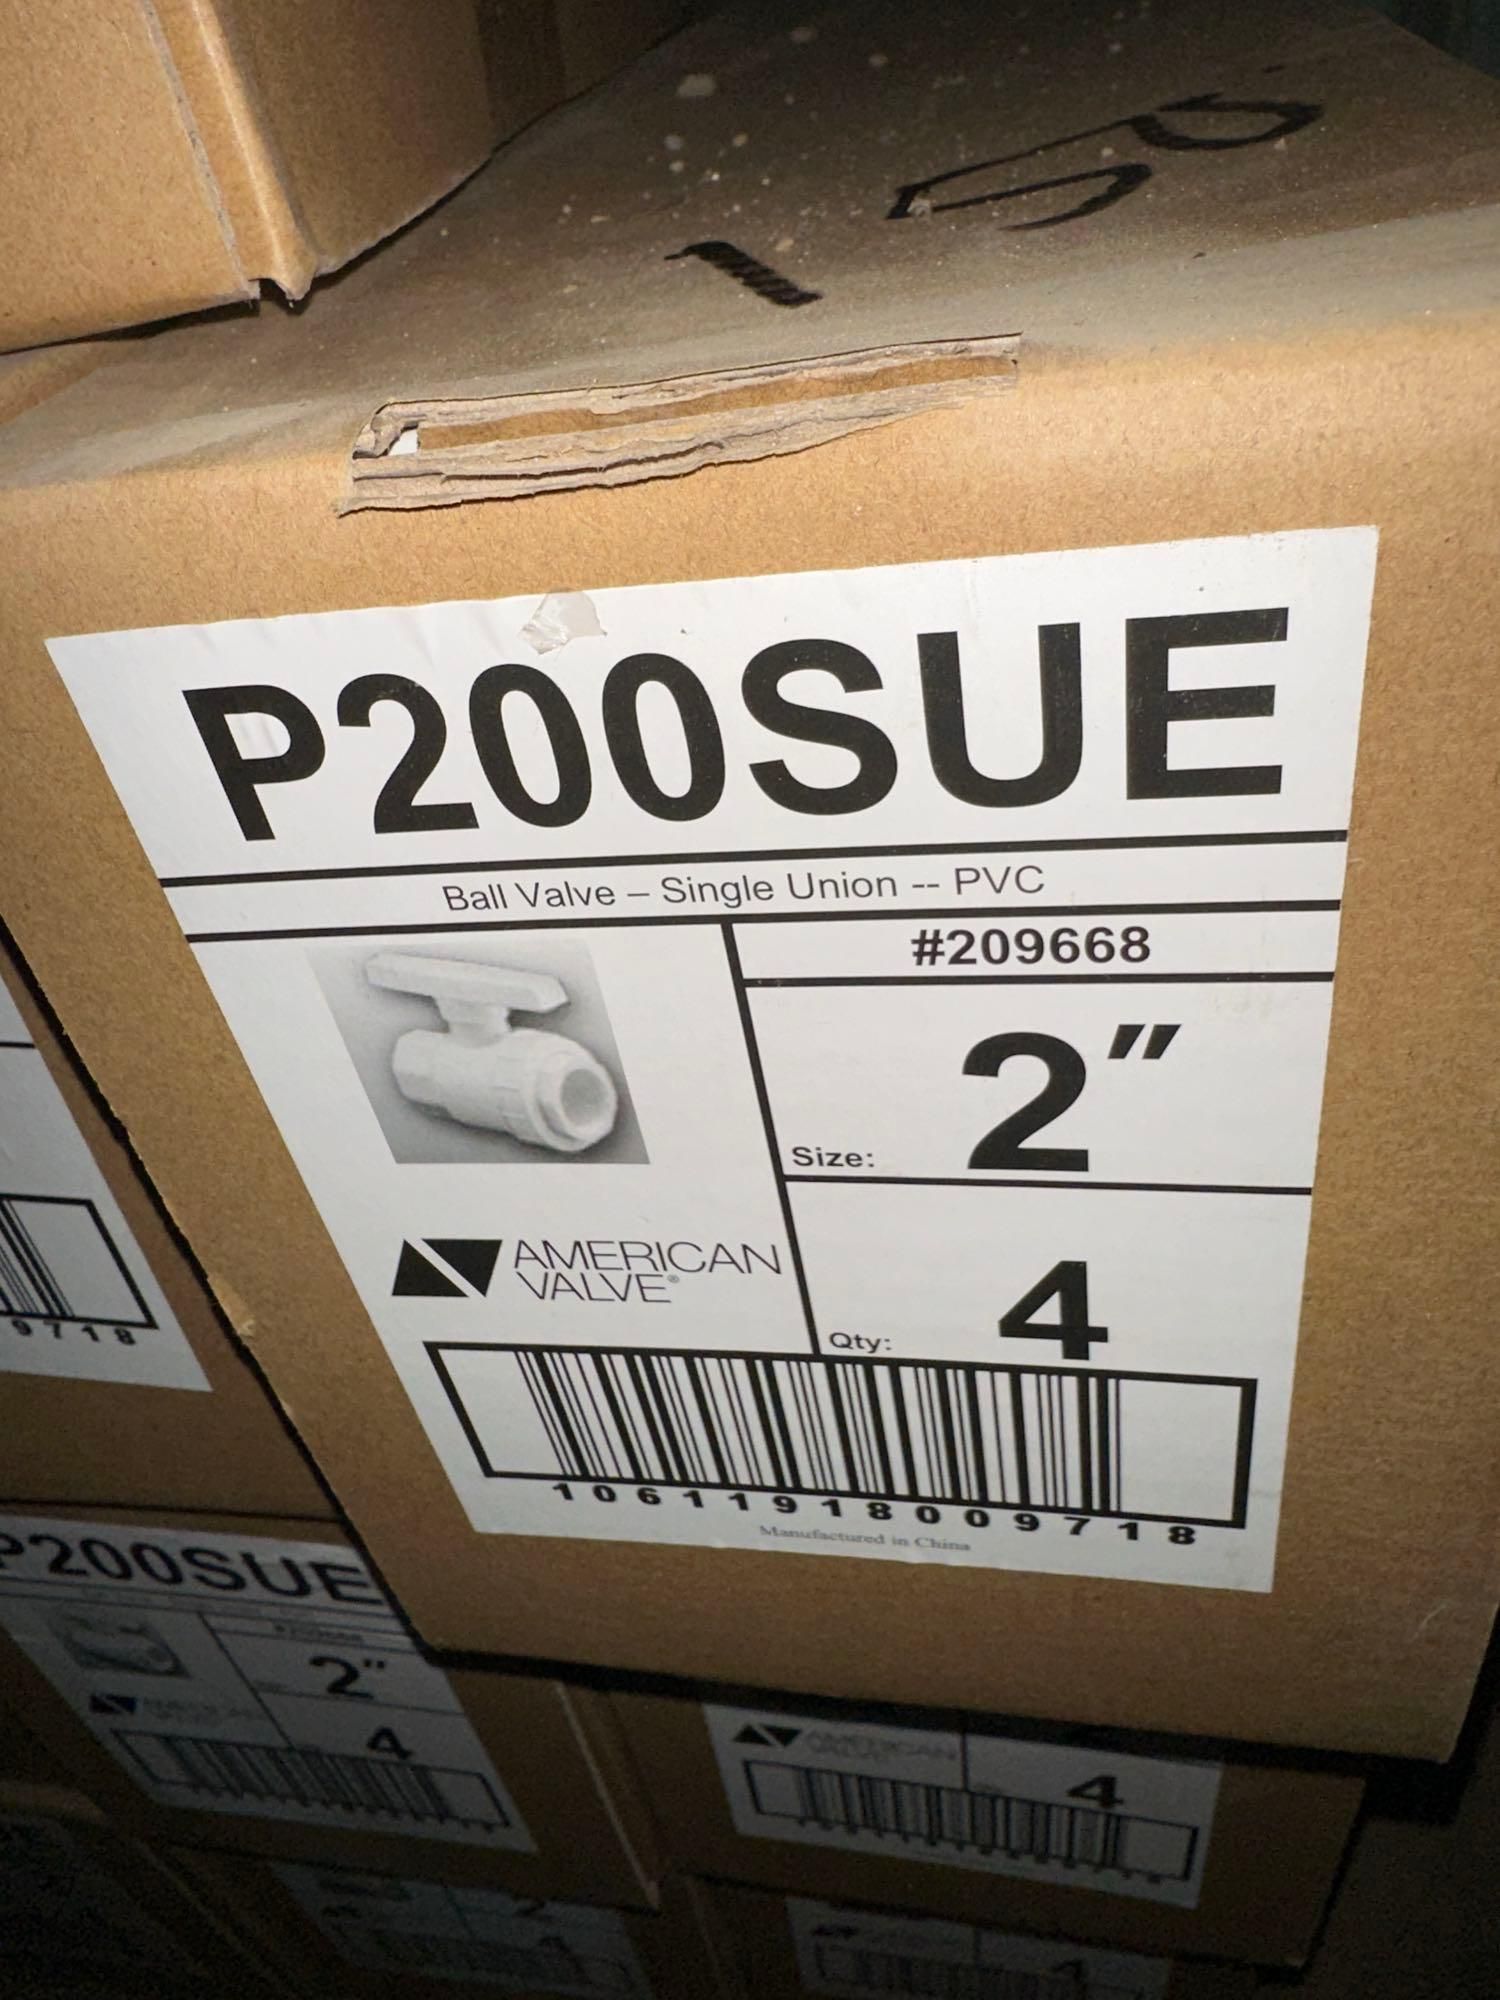 P200SUE
Ball Valve – Single Union -- PVC
#209668
Size: 2"
AMERICAN
VALVE®
Qty: 4
10611918009718
Manufactured in China
9718
P200SUE
2"
4
4